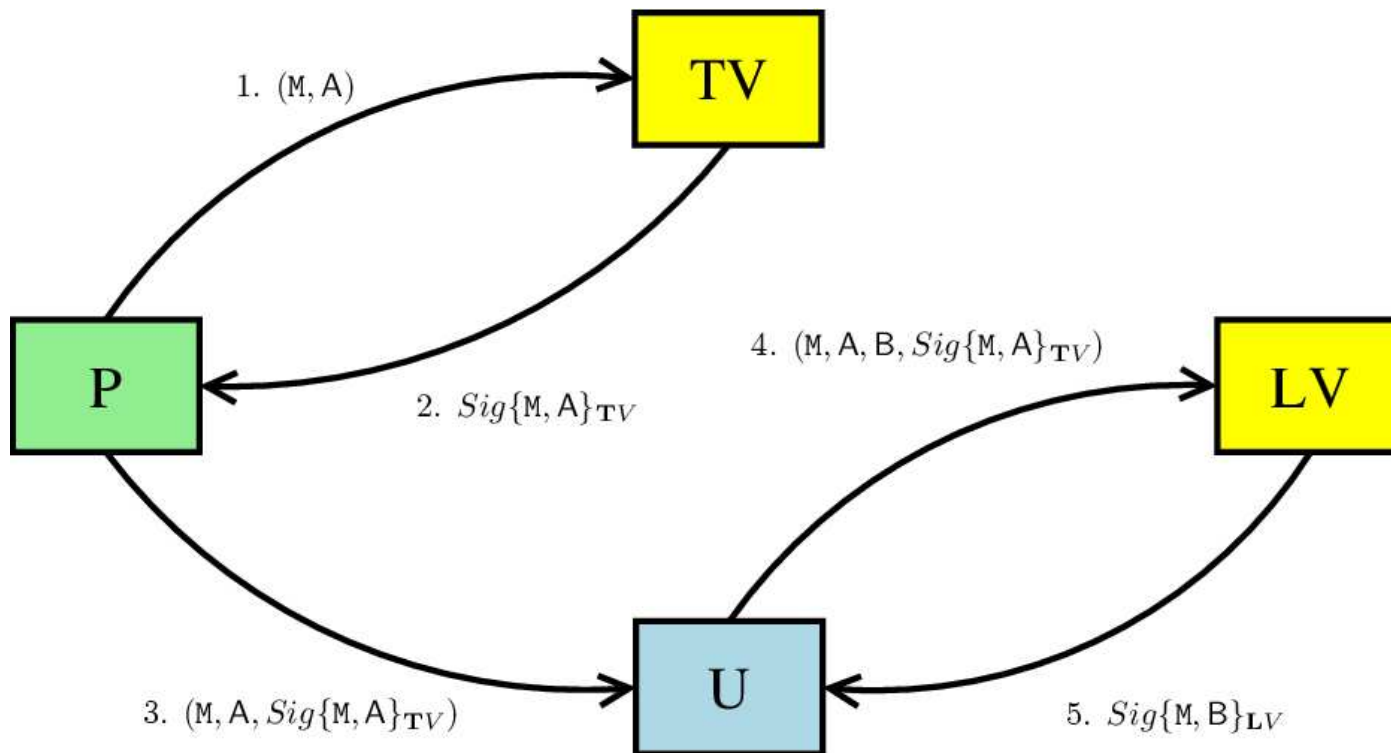 TV
1. (M, A)
P
2. Sig{M, A}TV
4. (M, A, B, Sig{M, A}TV)
LV
3. (M, A, Sig{M, A}TV)
U
5. Sig{M, B}LV